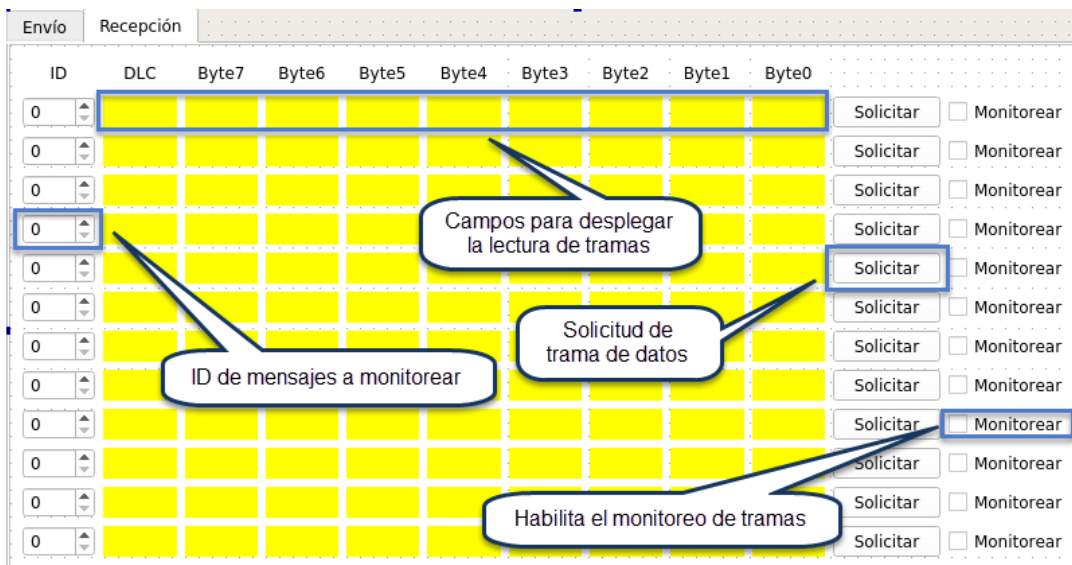 Envío Recepción
ID DLC Byte7 Byte6 Byte5 Byte4 Byte3 Byte2 Byte1 Byte0
0 Solicitar Monitorear
0 Solicitar Monitorear
0 Solicitar Monitorear
0 Solicitar Monitorear
0 Solicitar Monitorear
0 Solicitar Monitorear
0 Solicitar Monitorear
0 Solicitar Monitorear
0 Solicitar Monitorear
0 Solicitar Monitorear
0 Solicitar Monitorear
0 Solicitar Monitorear
Campos para desplegar
la lectura de tramas
Solicitud de
trama de datos
ID de mensajes a monitorear
Habilita el monitoreo de tramas